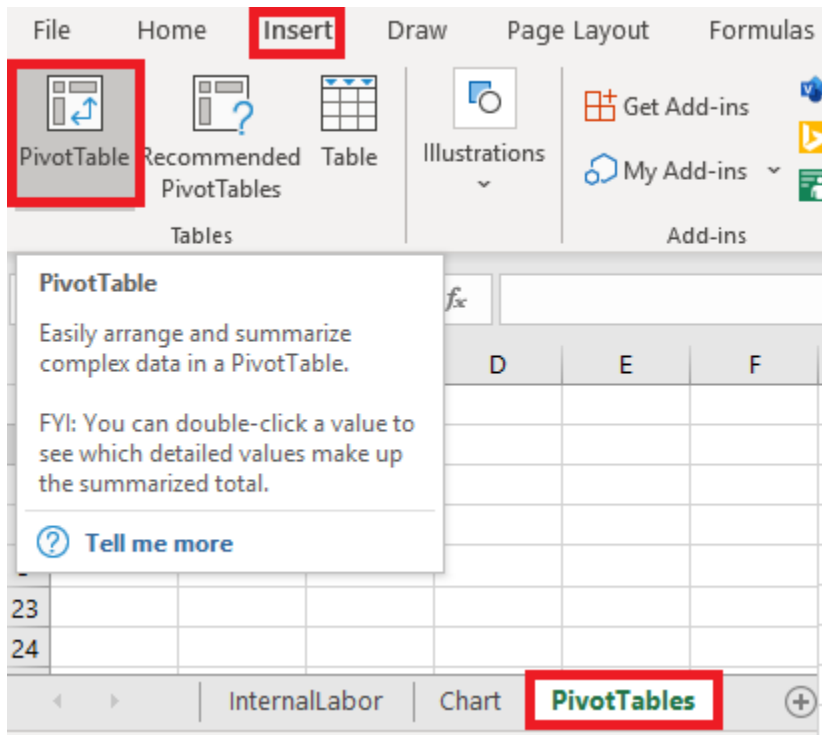 File Home Insert Draw Page Layout Formulas
PivotTable Recommended PivotTables Table
Illustrations
Get Add-ins
My Add-ins
Tables
Add-ins
PivotTable
Easily arrange and summarize
complex data in a PivotTable.
FYI: You can double-click a value to
see which detailed values make up
the summarized total.
? Tell me more
fx
D E F
23
24
InternalLabor Chart PivotTables